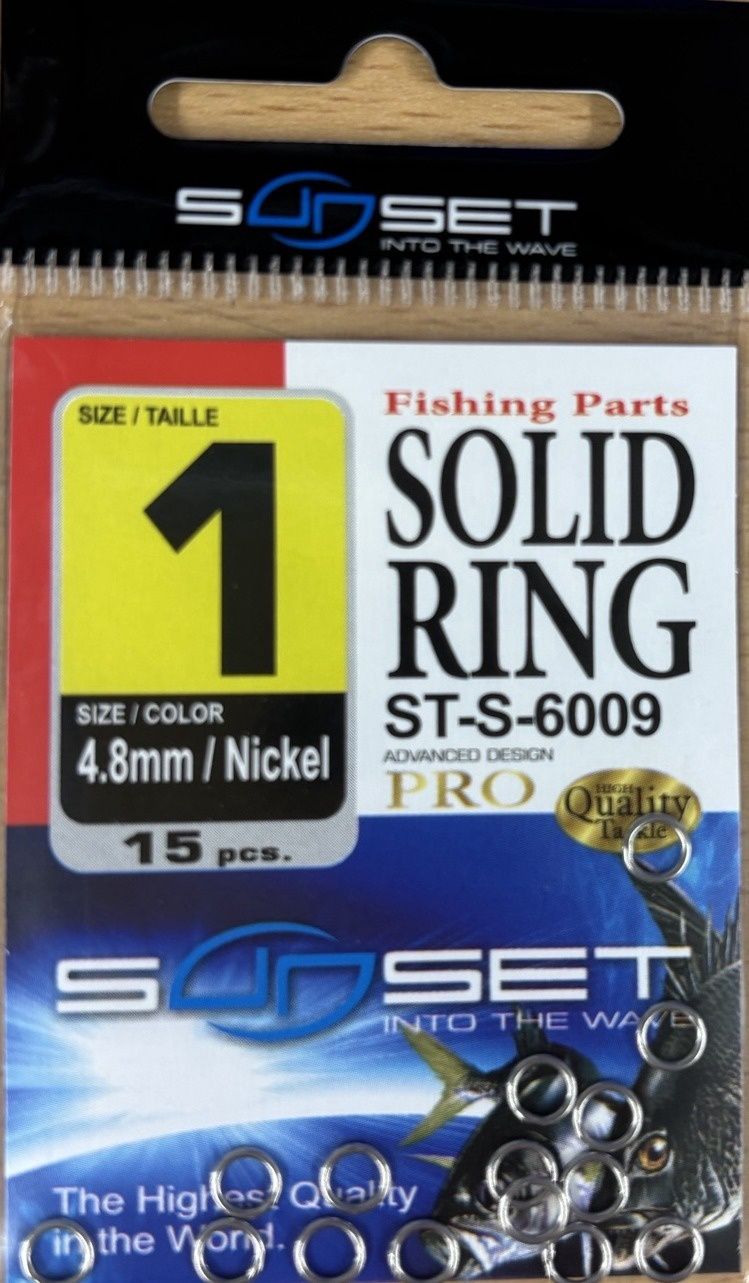 SUNSET
INTO THE WAVE
SIZE / TAILLE
1
SIZE / COLOR
4.8mm / Nickel
15 pcs.
Fishing Parts
SOLID
RING
ST-S-6009
ADVANCED DESIGN
PRO
HIGH
Quality
Tackle
SUNSET
INTO THE WAVE
The Highest Quality
in the World.